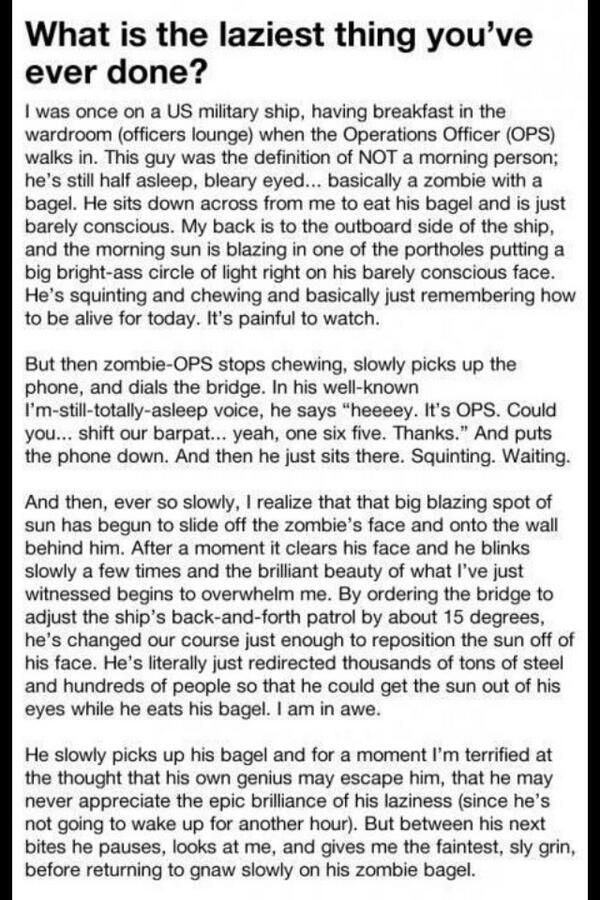 What is the laziest thing you've
ever done?
I was once on a US military ship, having breakfast in the
wardroom (officers lounge) when the Operations Officer (OPS)
walks in. This guy was the definition of NOT a morning person;
he's still half asleep, bleary eyed... basically a zombie with a
bagel. He sits down across from me to eat his bagel and is just
barely conscious. My back is to the outboard side of the ship,
and the morning sun is blazing in one of the portholes putting a
big bright-ass circle of light right on his barely conscious face.
He's squinting and chewing and basically just remembering how
to be alive for today. It's painful to watch.
But then zombie-OPS stops chewing, slowly picks up the
phone, and dials the bridge. In his well-known
I'm-still-totally-asleep voice, he says “heeeey. It's OPS. Could
you... shift our barpat... yeah, one six five. Thanks.” And puts
the phone down. And then he just sits there. Squinting. Waiting.
And then, ever so slowly, I realize that that big blazing spot of
sun has begun to slide off the zombie's face and onto the wall
behind him. After a moment it clears his face and he blinks
slowly a few times and the brilliant beauty of what I've just
witnessed begins to overwhelm me. By ordering the bridge to
adjust the ship's back-and-forth patrol by about 15 degrees,
he's changed our course just enough to reposition the sun off of
his face. He's literally just redirected thousands of tons of steel
and hundreds of people so that he could get the sun out of his
eyes while he eats his bagel. I am in awe.
He slowly picks up his bagel and for a moment I'm terrified at
the thought that his own genius may escape him, that he may
never appreciate the epic brilliance of his laziness (since he's
not going to wake up for another hour). But between his next
bites he pauses, looks at me, and gives me the faintest, sly grin,
before returning to gnaw slowly on his zombie bagel.